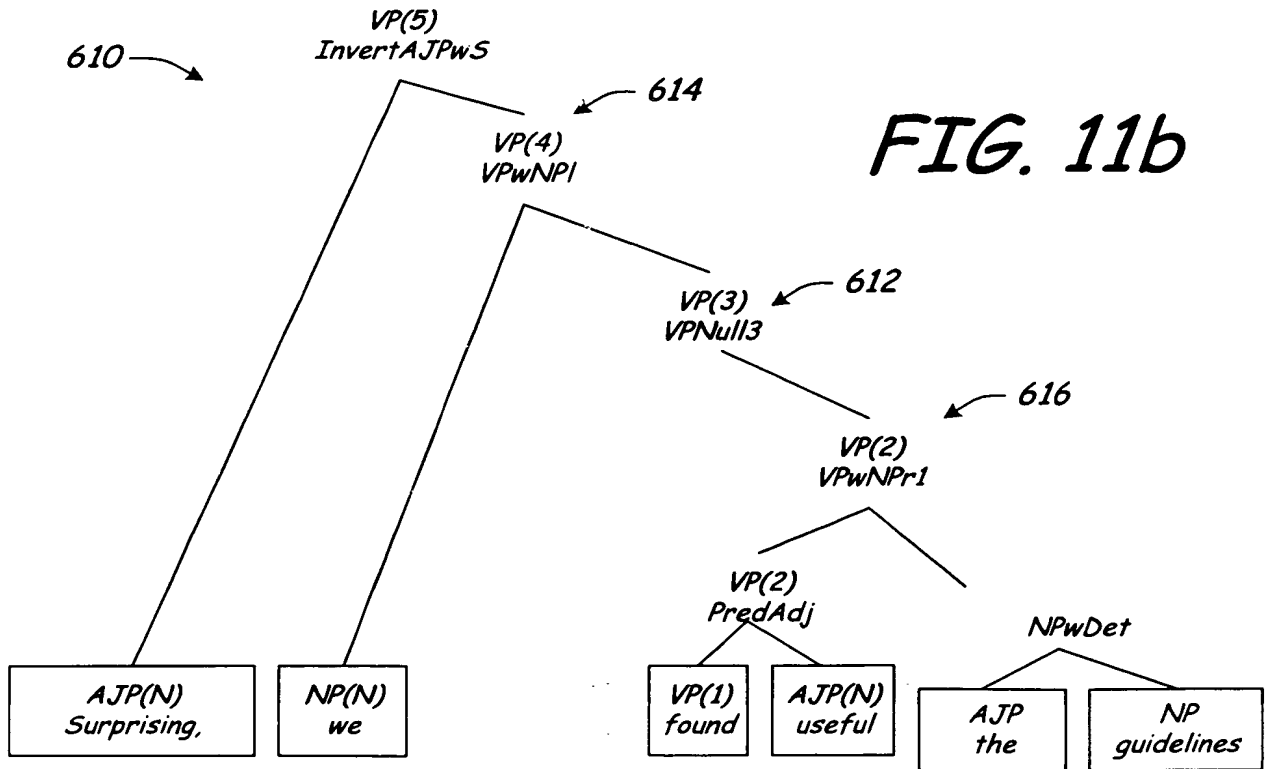 VP(5)
InvertAJPwS
610
614
FIG. 11b
VP(4)
VPwNPl
VP(3)
VPNull3
612
616
VP(2)
VPwNPr1
VP(2)
PredAdj
NPwDet
AJP(N)
Surprising,
NP(N)
we
VP(1)
found
AJP(N)
useful
AJP
the
NP
guidelines